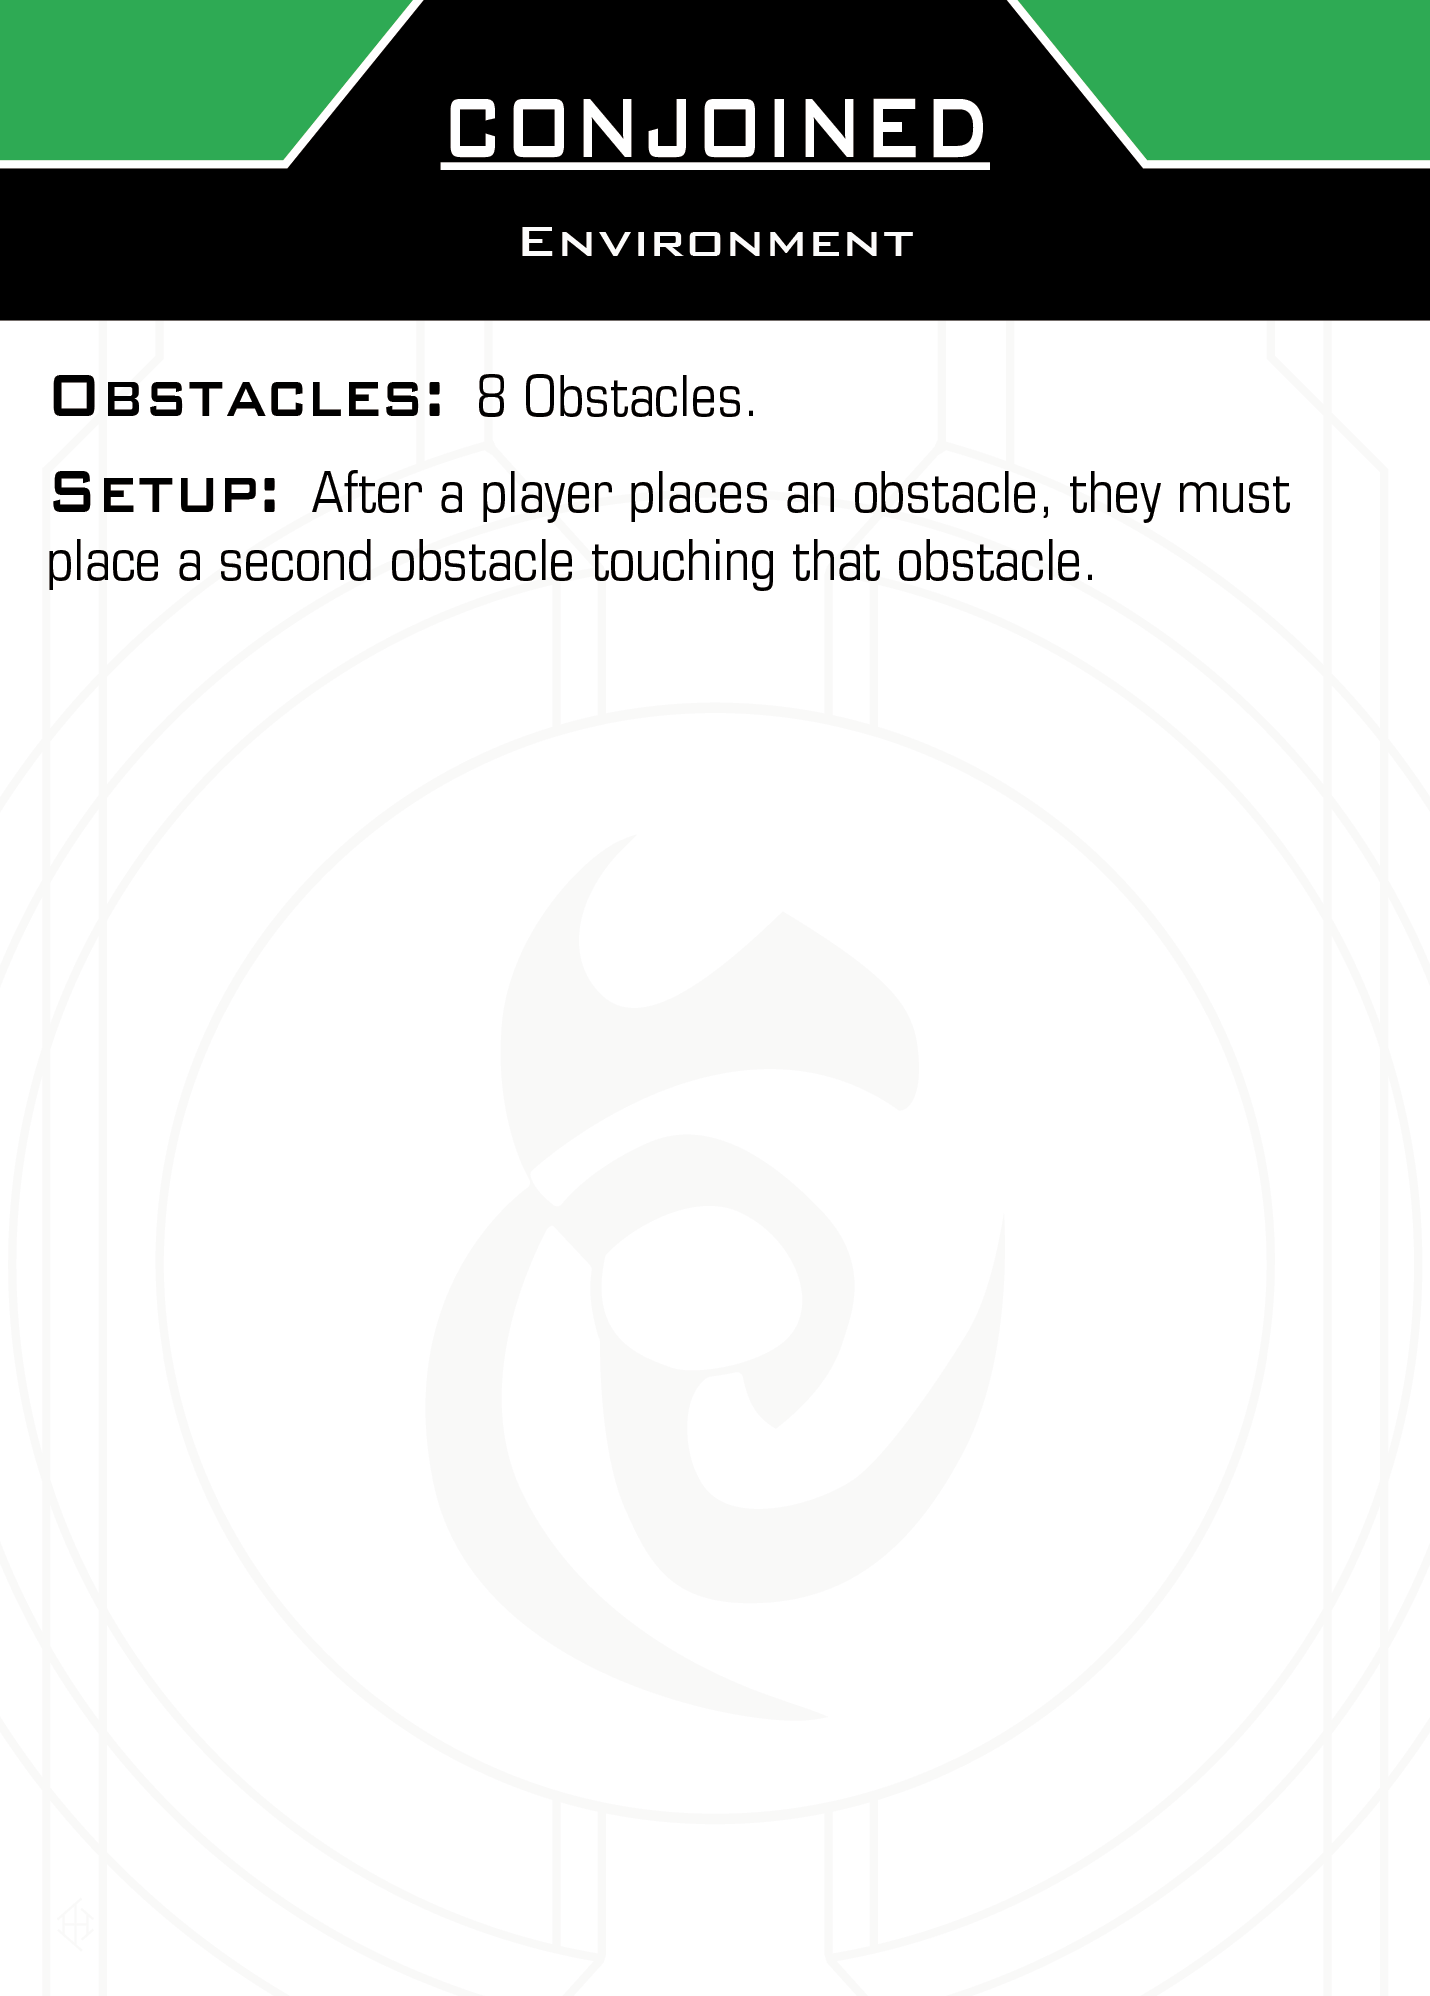 CONJOINED
Environment
Obstacles: 8 Obstacles.
Setup: After a player places an obstacle, they must
place a second obstacle touching that obstacle.